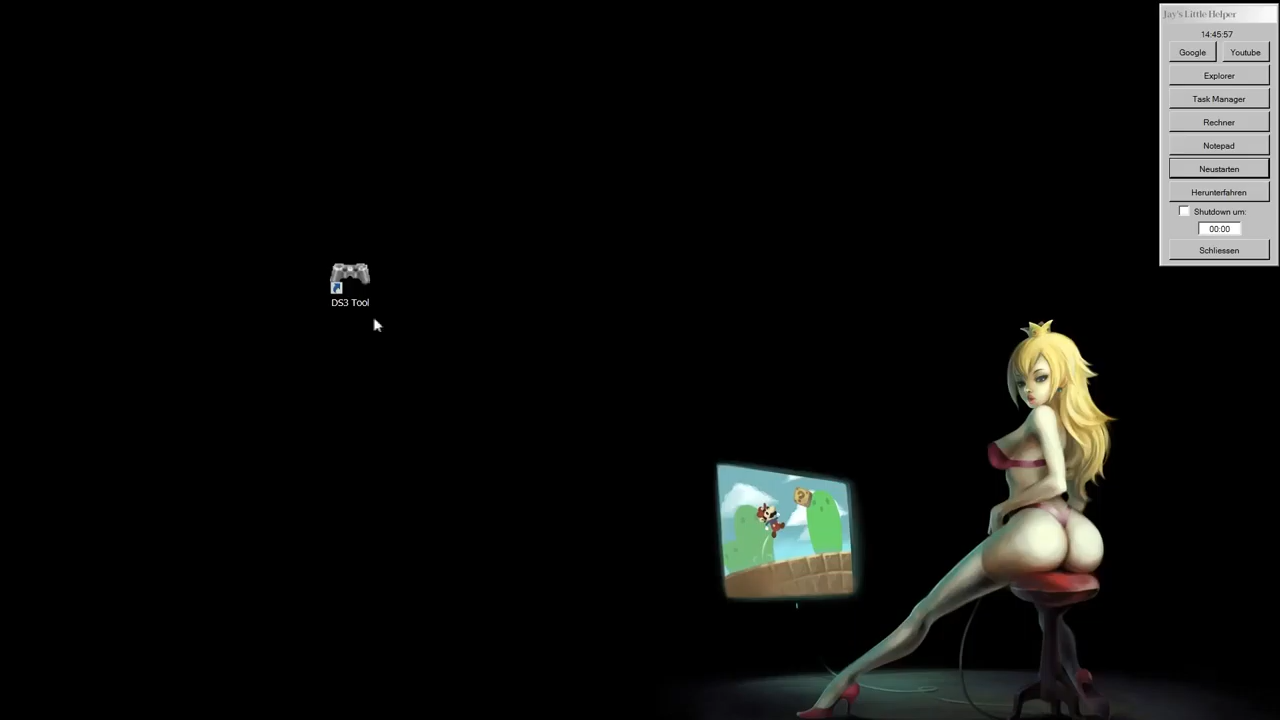 Jay's Little Helper
14:45:57
Google Youtube
Explorer
Task Manager
Rechner
Notepad
Neustarten
Herunterfahren
Shutdown um:
00:00
Schliessen
DS3 Tool